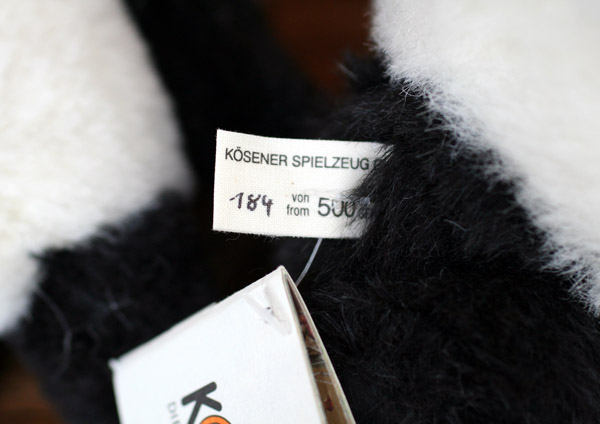 KÖSENER SPIELZEUG
184 von from 500